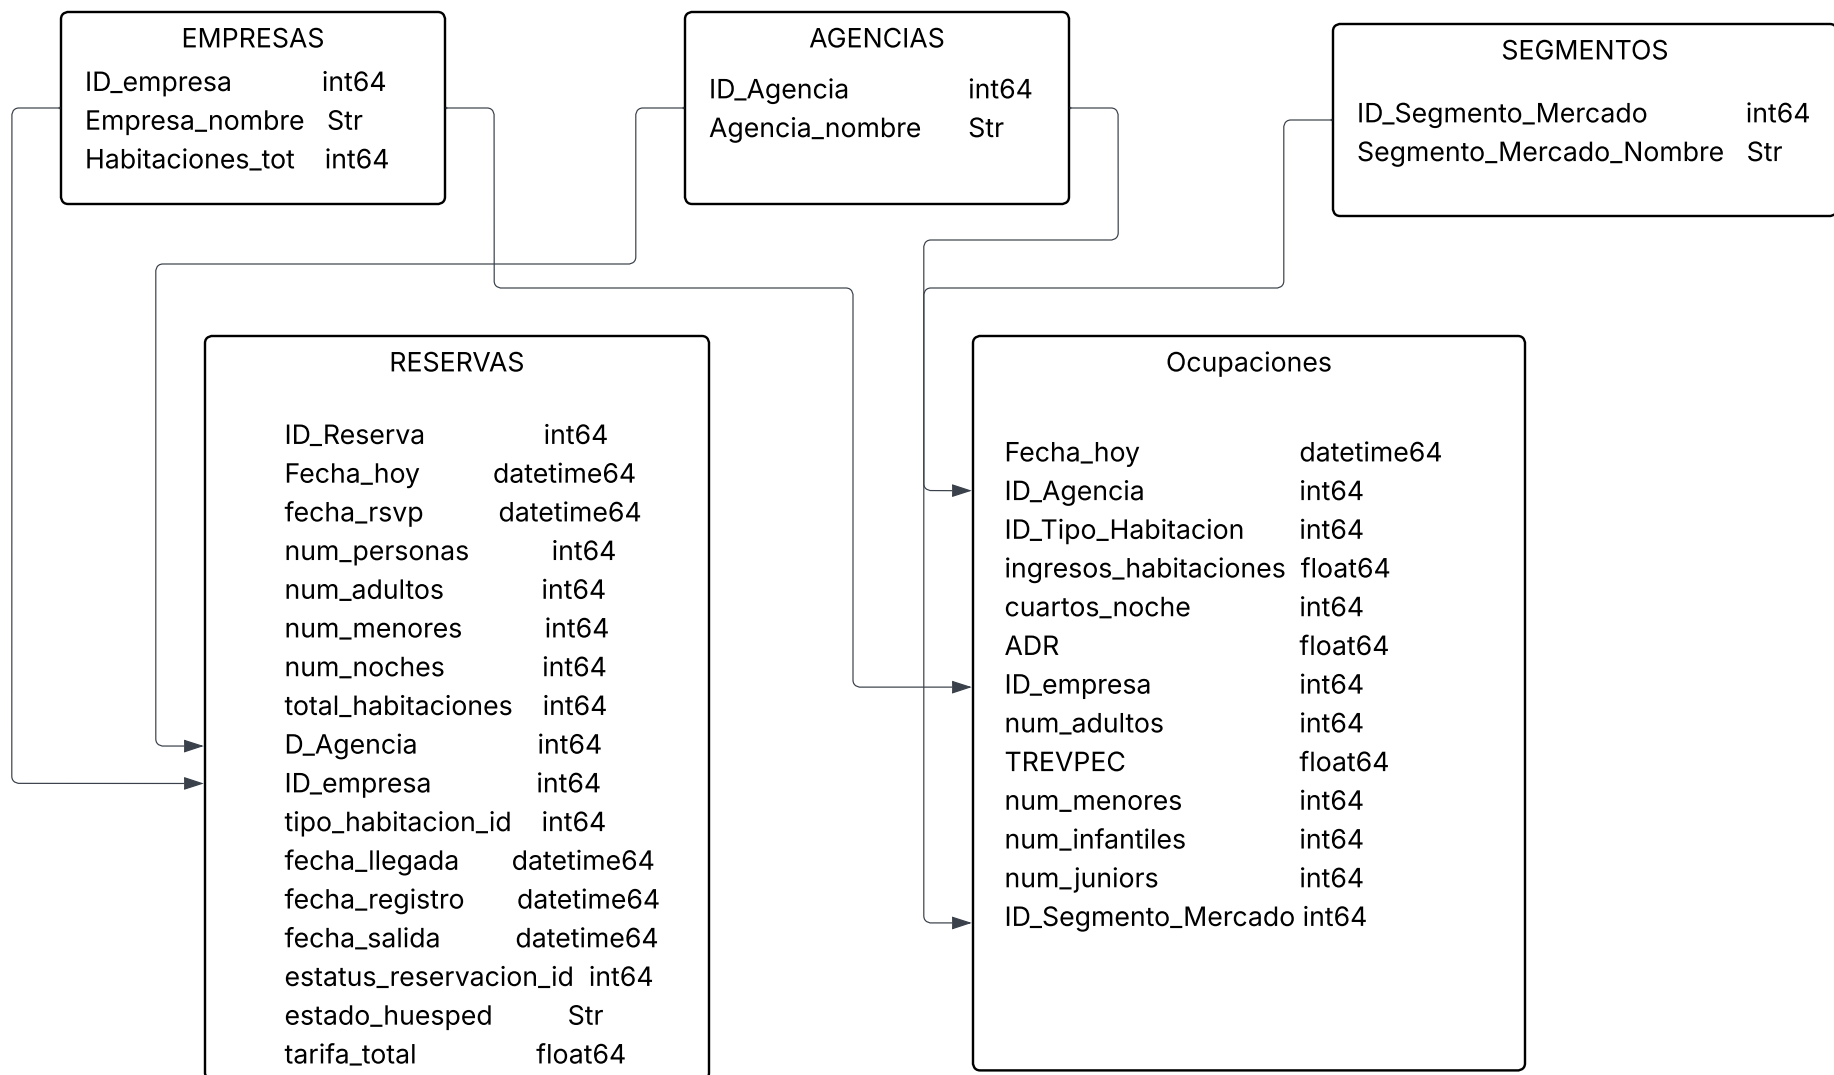 EMPRESAS
ID_empresa int64
Empresa_nombre Str
Habitaciones_tot int64
AGENCIAS
ID_Agencia int64
Agencia_nombre Str
SEGMENTOS
ID_Segmento_Mercado int64
Segmento_Mercado_Nombre Str
RESERVAS
ID_Reserva int64
Fecha_hoy datetime64
fecha_rsvp datetime64
num_personas int64
num_adultos int64
num_menores int64
num_noches int64
total_habitaciones int64
D_Agencia int64
ID_empresa int64
tipo_habitacion_id int64
fecha_llegada datetime64
fecha_registro datetime64
fecha_salida datetime64
estatus_reservacion_id int64
estado_huesped Str
tarifa_total float64
Ocupaciones
Fecha_hoy datetime64
ID_Agencia int64
ID_Tipo_Habitacion int64
ingresos_habitaciones float64
cuartos_noche int64
ADR float64
ID_empresa int64
num_adultos int64
TREVPEC float64
num_menores int64
num_infantiles int64
num_juniors int64
ID_Segmento_Mercado int64